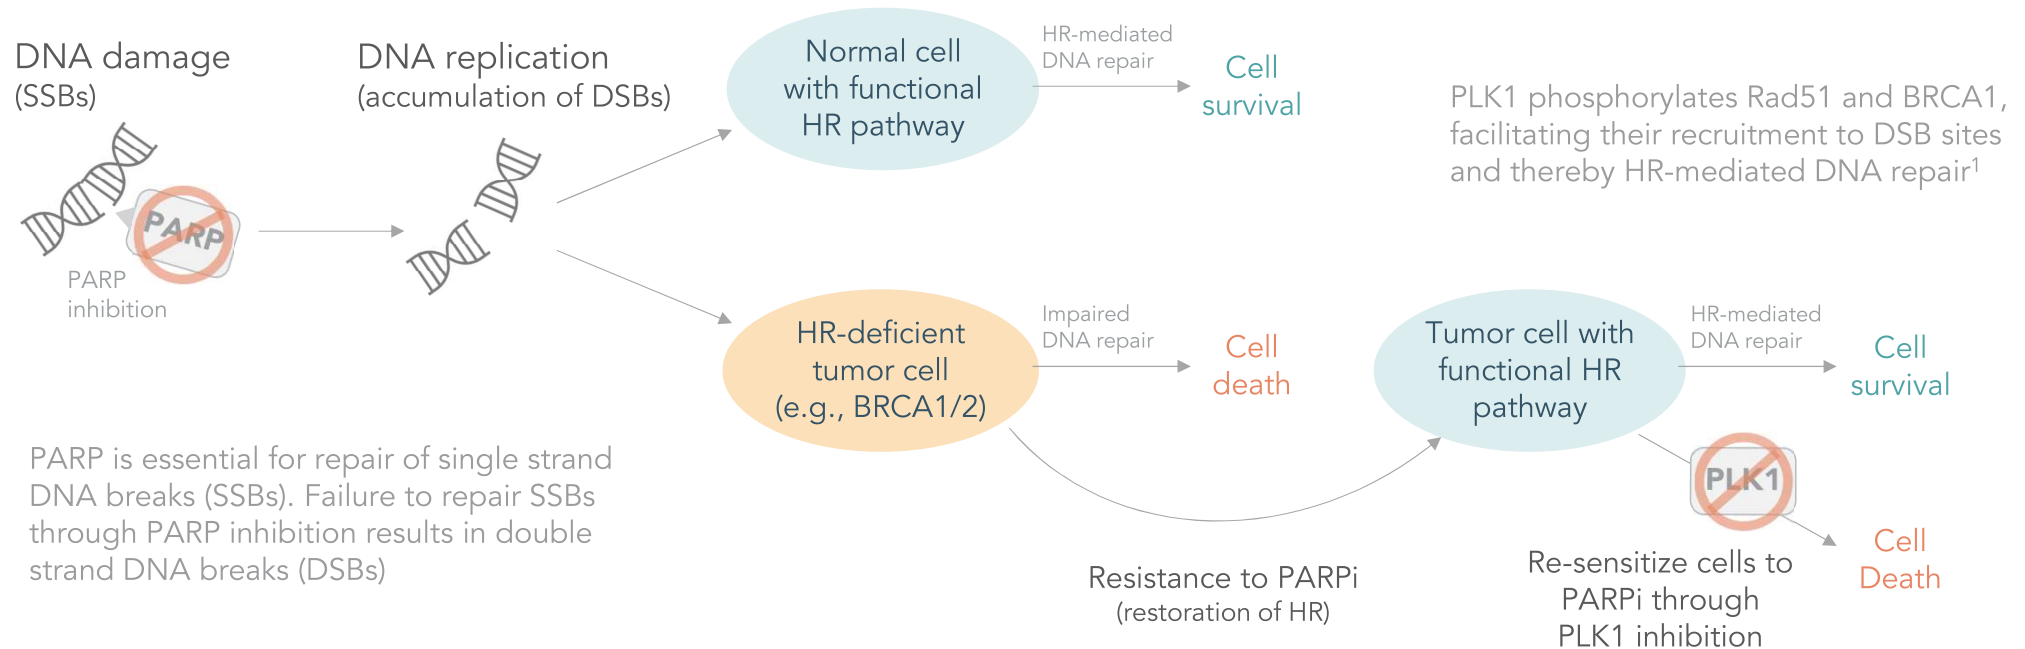 DNA damage
(SSBs)
PARP
PARP
inhibition
DNA replication
(accumulation of DSBs)
Normal cell
with functional
HR pathway
HR-mediated
DNA repair
Cell
survival
PLK1 phosphorylates Rad51 and BRCA1,
facilitating their recruitment to DSB sites
and thereby HR-mediated DNA repair¹
HR-deficient
tumor cell
(e.g., BRCA1/2)
Impaired
DNA repair
Cell
death
Tumor cell with
functional HR
pathway
HR-mediated
DNA repair
Cell
survival
PARP is essential for repair of single strand
DNA breaks (SSBs). Failure to repair SSBs
through PARP inhibition results in double
strand DNA breaks (DSBs)
Resistance to PARPi
(restoration of HR)
PLK1
Re-sensitize cells to
PARPi through
PLK1 inhibition
Cell
Death